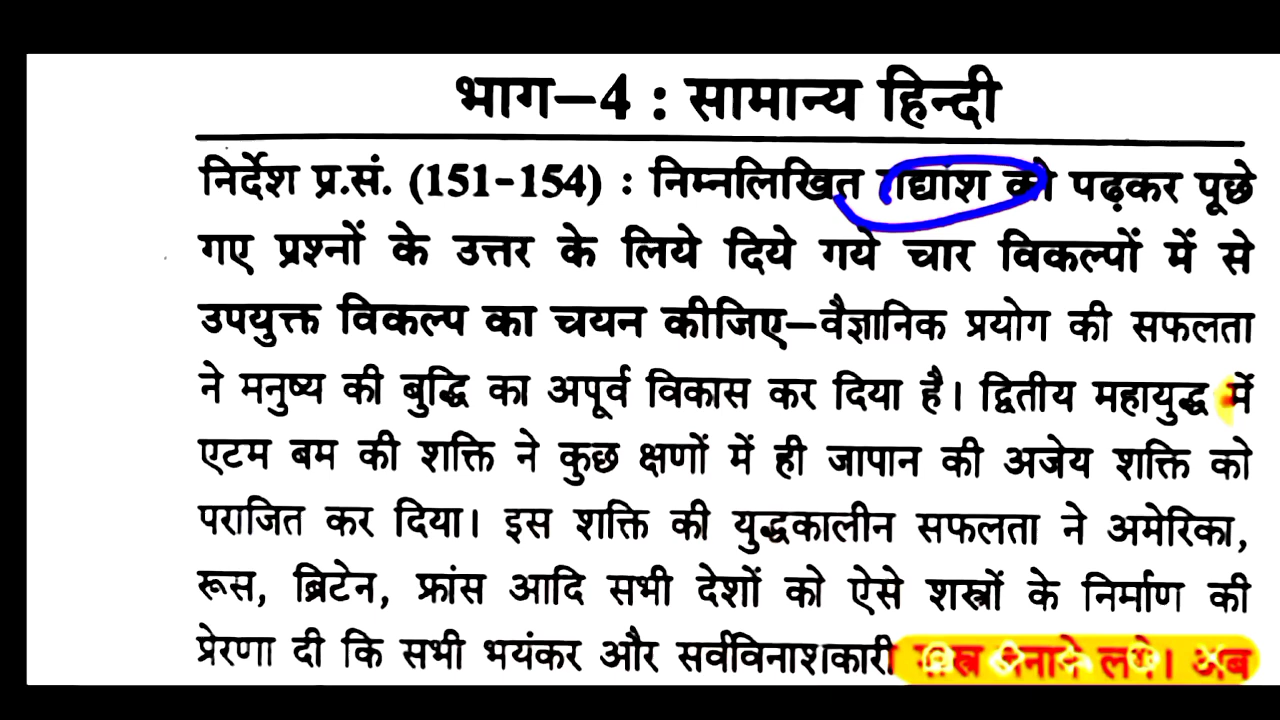 भाग–4 : सामान्य हिन्दी
निर्देश प्र.सं. (151-154) : निम्नलिखित गद्यांश को पढ़कर पूछे
गए प्रश्नों के उत्तर के लिये दिये गये चार विकल्पों में से
उपयुक्त विकल्प का चयन कीजिए–वैज्ञानिक प्रयोग की सफलता
ने मनुष्य की बुद्धि का अपूर्व विकास कर दिया है। द्वितीय महायुद्ध में
एटम बम की शक्ति ने कुछ क्षणों में ही जापान की अजेय शक्ति को
पराजित कर दिया। इस शक्ति की युद्धकालीन सफलता ने अमेरिका,
रूस, ब्रिटेन, फ्रांस आदि सभी देशों को ऐसे शस्त्रों के निर्माण की
प्रेरणा दी कि सभी भयंकर और सर्वविनाशकारी लगे। अब